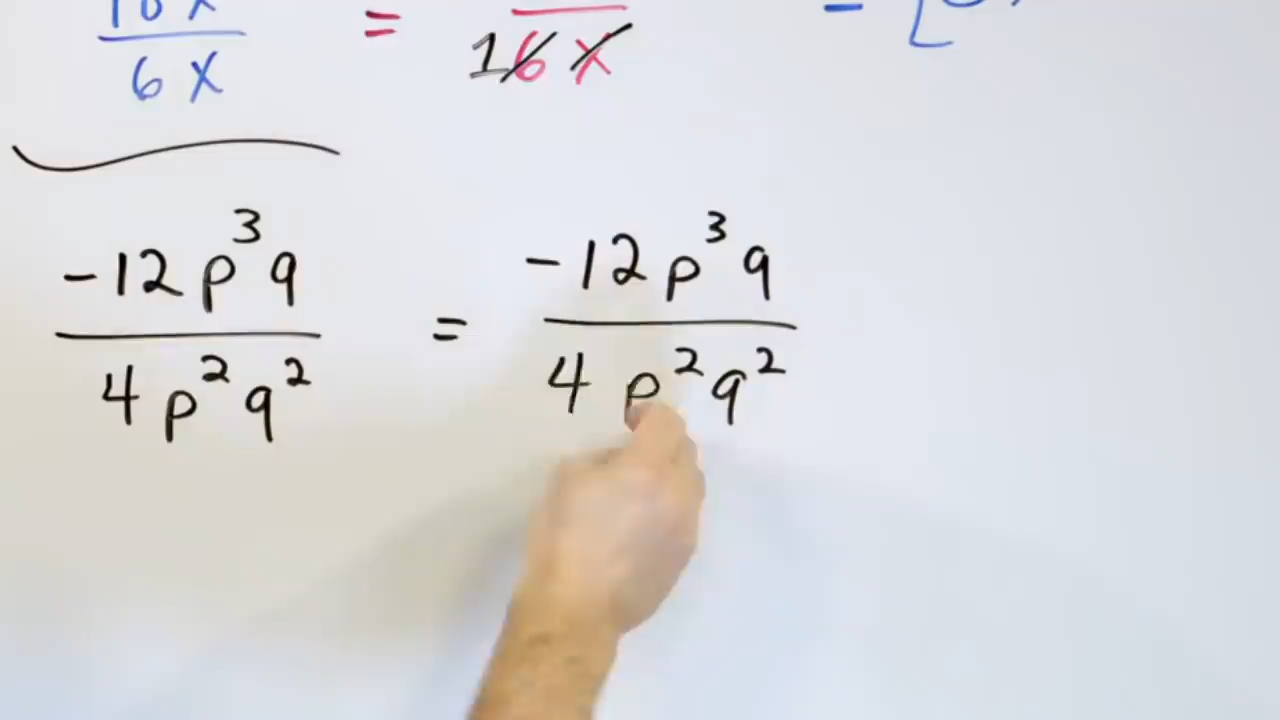 6x = 16x
-12p³q = -12p³q
4p²q² 4p²q²